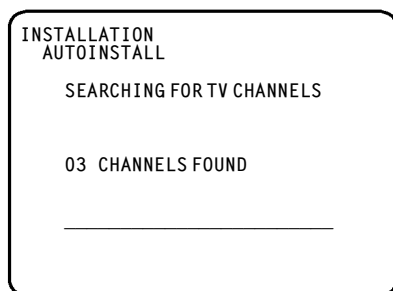 INSTALLATION
AUTOINSTALL
SEARCHING FOR TV CHANNELS
03 CHANNELS FOUND